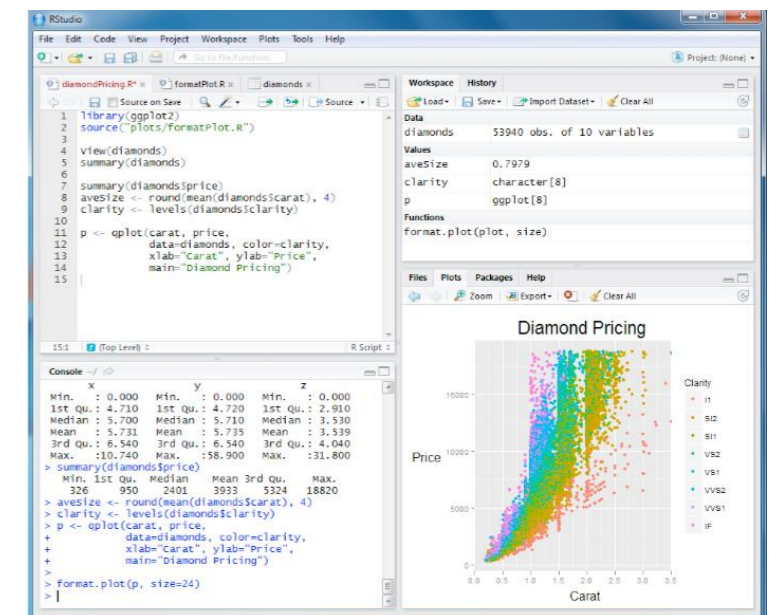 RStudio
File Edit Code View Project Workspace Plots Tools Help
Go to file/function
Project: (None)
diamondPricing.R* formatPlot.R diamonds
Source on Save Source
1 library(ggplot2)
2 source("plots/formatPlot.R")
3
4 View(diamonds)
5 summary(diamonds)
6
7 summary(diamonds$price)
8 aveSize <- round(mean(diamonds$carat), 4)
9 clarity <- levels(diamonds$clarity)
10
11 p <- qplot(carat, price,
12 data=diamonds, color=clarity,
13 xlab="Carat", ylab="Price",
14 main="Diamond Pricing")
15
15:1 (Top Level) R Script
Console ~/
x y z
Min. : 0.000 Min. : 0.000 Min. : 0.000
1st Qu.: 4.710 1st Qu.: 4.720 1st Qu.: 2.910
Median : 5.700 Median : 5.710 Median : 3.530
Mean : 5.731 Mean : 5.735 Mean : 3.539
3rd Qu.: 6.540 3rd Qu.: 6.540 3rd Qu.: 4.040
Max. :10.740 Max. :58.900 Max. :31.800
> summary(diamonds$price)
Min. 1st Qu. Median Mean 3rd Qu. Max.
326 950 2401 3933 5324 18820
> aveSize <- round(mean(diamonds$carat), 4)
> clarity <- levels(diamonds$clarity)
> p <- qplot(carat, price,
+ data=diamonds, color=clarity,
+ xlab="Carat", ylab="Price",
+ main="Diamond Pricing")
>
> format.plot(p, size=24)
>
Workspace History
Load Save Import Dataset Clear All
Data
diamonds 53940 obs. of 10 variables
Values
aveSize 0.7979
clarity character[8]
p ggplot[8]
Functions
format.plot(plot, size)
Files Plots Packages Help
Zoom Export Clear All
Diamond Pricing
Clarity
I1
SI2
SI1
VS2
VS1
VVS2
VVS1
IF
Price
15000
10000
5000
0
0.0 0.5 1.0 1.5 2.0 2.5 3.0 3.5
Carat